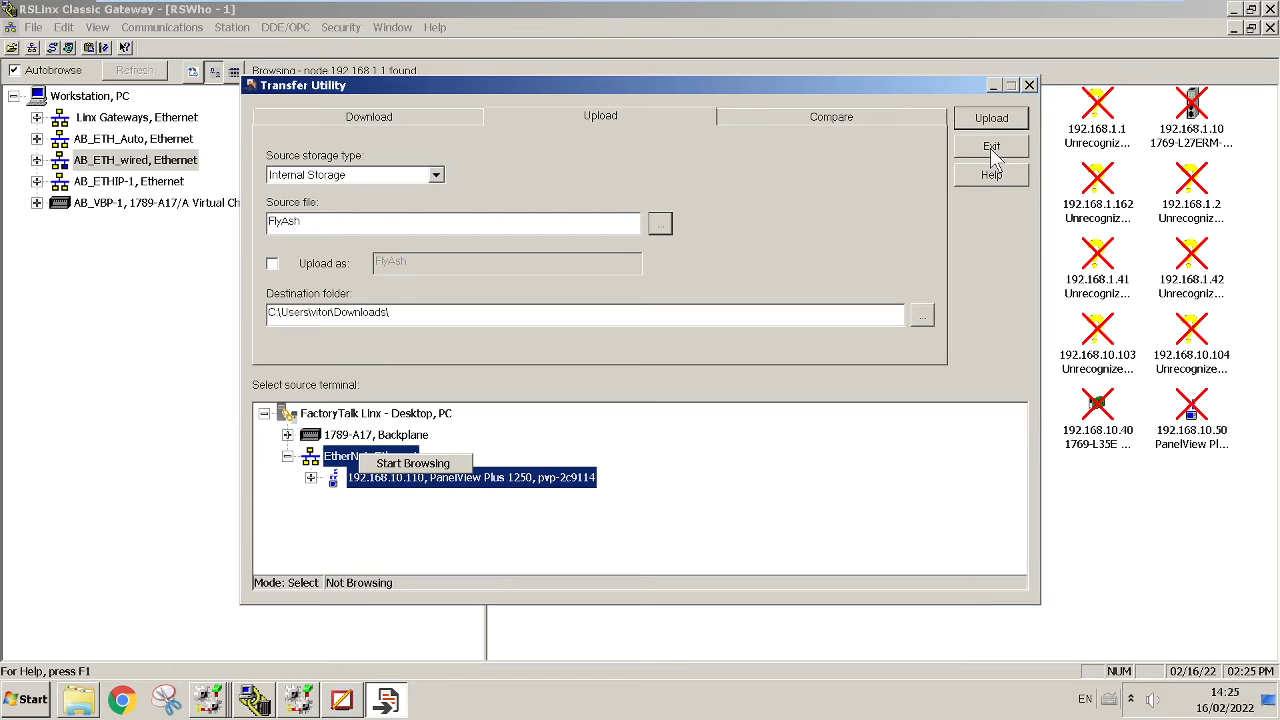 RSLinx Classic Gateway - [RSWho - 1]
File Edit View Communications Station DDE/OPC Security Window Help
Autobrowse Refresh Browsing - node 192.168.1.1 found
Workstation, PC
Linx Gateways, Ethernet
AB_ETH_Auto, Ethernet
AB_ETH_wired, Ethernet
AB_ETHIP-1, Ethernet
AB_VBP-1, 1789-A17/A Virtual Ch
Transfer Utility
Download Upload Compare
Upload
Exit
Help
Source storage type:
Internal Storage
Source file:
FlyAsh
...
Upload as: FlyAsh
Destination folder:
C:\Users\vitor\Downloads\
...
Select source terminal:
FactoryTalk Linx - Desktop, PC
1789-A17, Backplane
Start Browsing
192.168.10.110, PanelView Plus 1250, pvp-2c9114
Mode: Select Not Browsing
192.168.1.1 192.168.1.10
Unrecogniz... 1769-L27ERM-...
192.168.1.162 192.168.1.2
Unrecogniz... Unrecogniz...
192.168.1.41 192.168.1.42
Unrecogniz... Unrecogniz...
192.168.10.103 192.168.10.104
Unrecognize... Unrecognize...
192.168.10.40 192.168.10.50
1769-L35E ... PanelView Pl...
For Help, press F1 NUM 02/16/22 02:25 PM
Start EN 14:25
16/02/2022